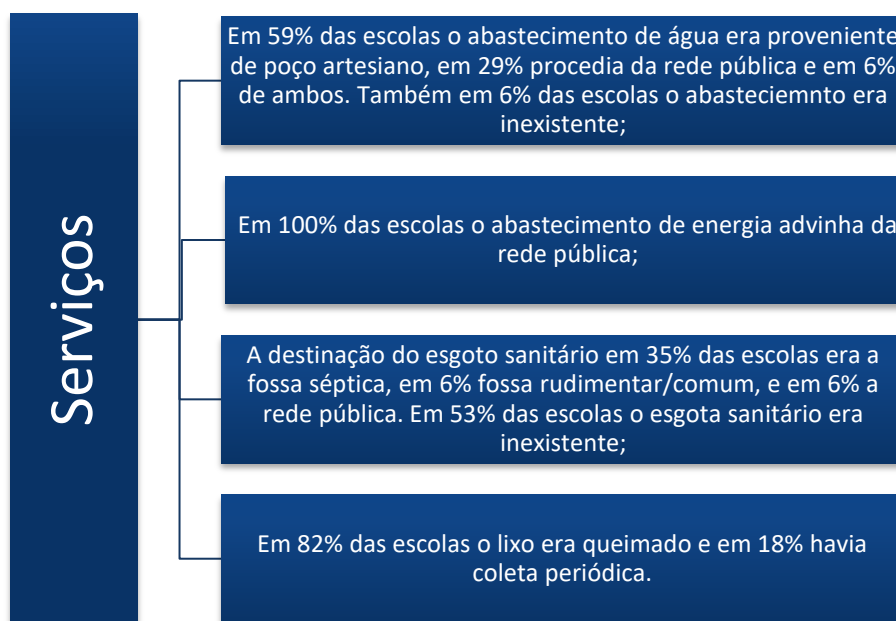 Serviços
Em 59% das escolas o abastecimento de água era proveniente
de poço artesiano, em 29% procedia da rede pública e em 6%
de ambos. Também em 6% das escolas o abasteciemnto era
inexistente;
Em 100% das escolas o abastecimento de energia advinha da
rede pública;
A destinação do esgoto sanitário em 35% das escolas era a
fossa séptica, em 6% fossa rudimentar/comum, e em 6% a
rede pública. Em 53% das escolas o esgota sanitário era
inexistente;
Em 82% das escolas o lixo era queimado e em 18% havia
coleta periódica.